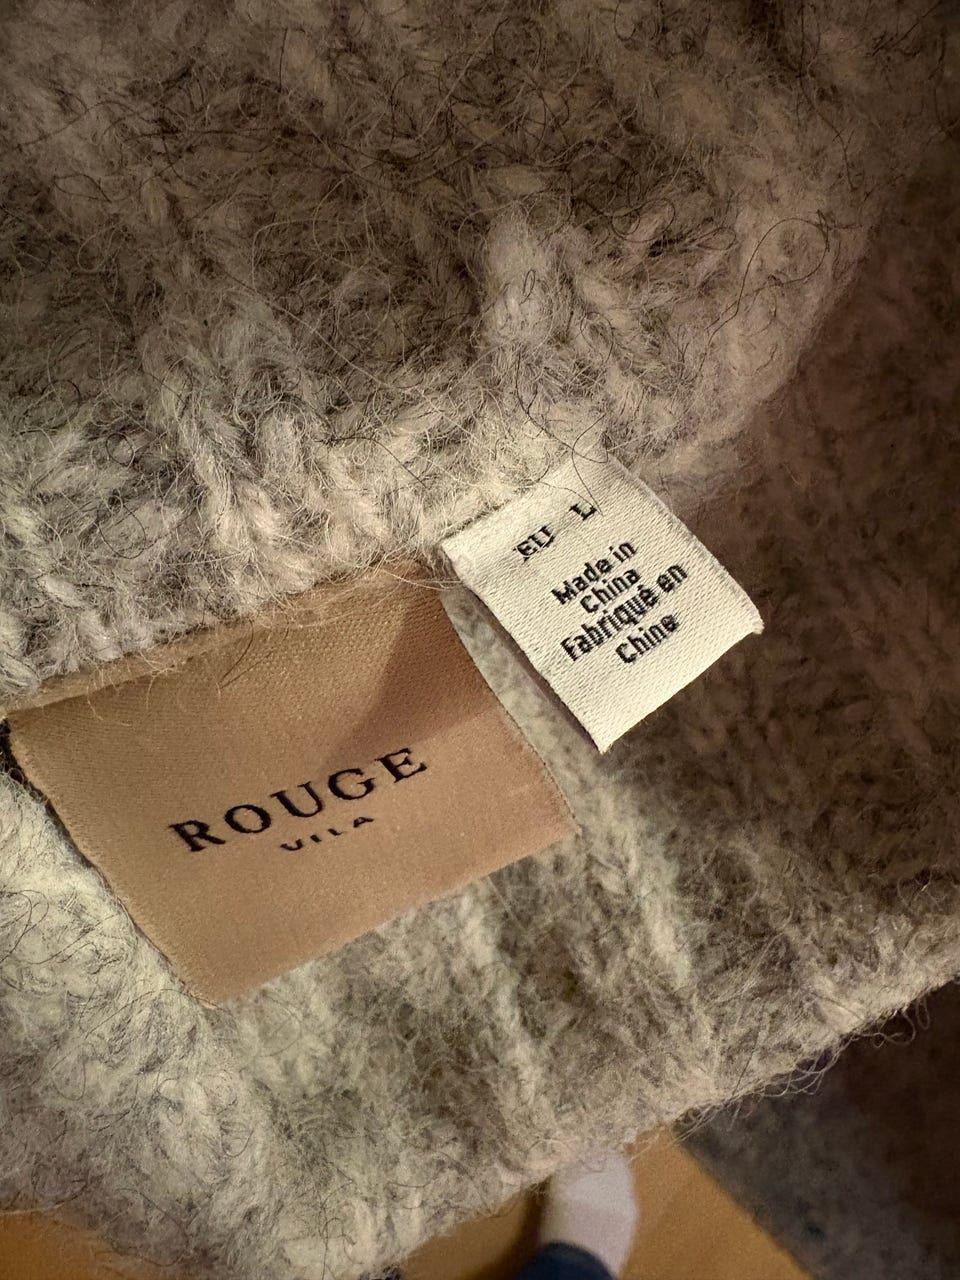 ROUGE
VILA
EU L
Made in
China
Fabriqué en
Chine